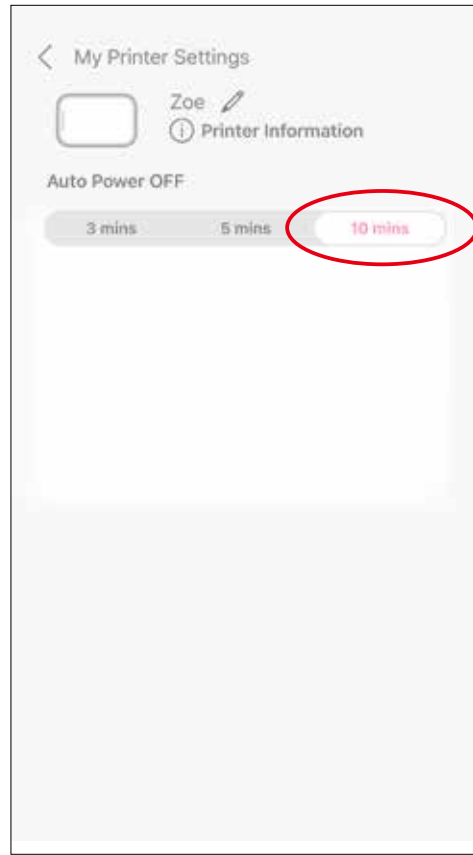 My Printer Settings
Zoe
Printer Information
Auto Power OFF
3 mins 5 mins 10 mins